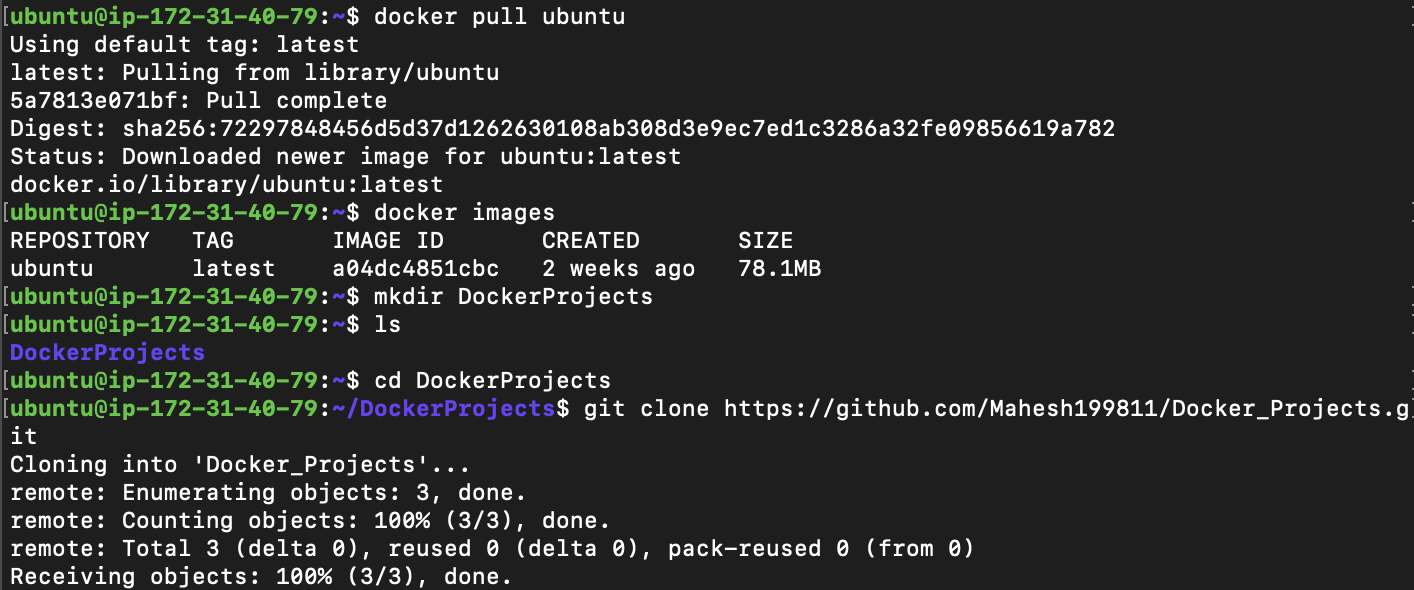 [ubuntu@ip-172-31-40-79:~$ docker pull ubuntu
Using default tag: latest
latest: Pulling from library/ubuntu
5a7813e071bf: Pull complete
Digest: sha256:72297848456d5d37d1262630108ab308d3e9ec7ed1c3286a32fe09856619a782
Status: Downloaded newer image for ubuntu:latest
docker.io/library/ubuntu:latest
[ubuntu@ip-172-31-40-79:~$ docker images
REPOSITORY   TAG       IMAGE ID       CREATED       SIZE
ubuntu       latest    a04dc4851cbc   2 weeks ago   78.1MB
[ubuntu@ip-172-31-40-79:~$ mkdir DockerProjects
[ubuntu@ip-172-31-40-79:~$ ls
DockerProjects
[ubuntu@ip-172-31-40-79:~$ cd DockerProjects
[ubuntu@ip-172-31-40-79:~/DockerProjects$ git clone https://github.com/Mahesh199811/Docker_Projects.g
it
Cloning into 'Docker_Projects'...
remote: Enumerating objects: 3, done.
remote: Counting objects: 100% (3/3), done.
remote: Total 3 (delta 0), reused 0 (delta 0), pack-reused 0 (from 0)
Receiving objects: 100% (3/3), done.